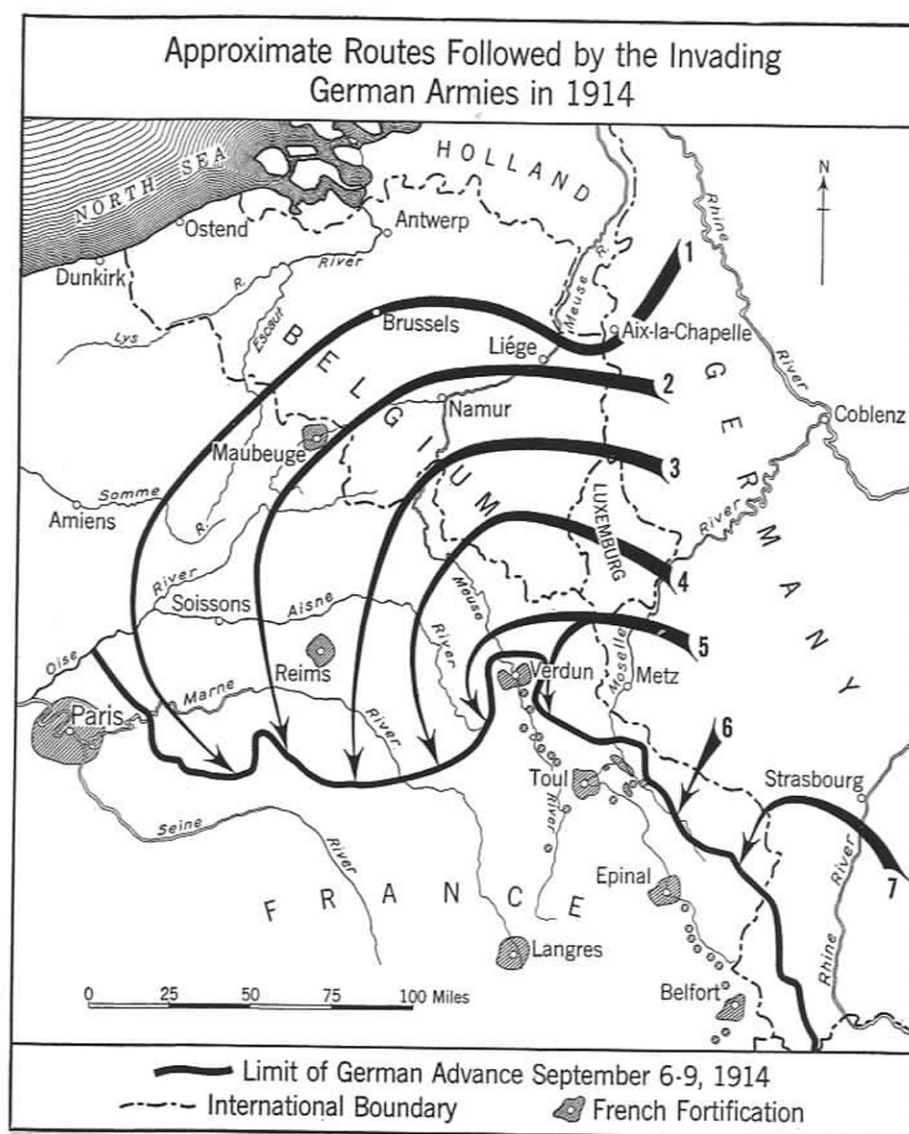 Approximate Routes Followed by the Invading
German Armies in 1914
HOLLAND
N
NORTH SEA
Ostend
Antwerp
Rhine
1
Dunkirk
R.
River
Meuse R.
Lys
Escaut
Brussels
Aix-la-Chapelle
BELGIUM
Liége
GERMANY
River
2
Namur
Coblenz
Maubeuge
3
Somme
Amiens
R.
LUXEMBURG
River
4
River
Soissons
Aisne
Meuse
5
Oise
Reims
River
Verdun
Moselle
Metz
Paris
Marne
River
6
Toul
Strasbourg
Seine
River
River
Epinal
River
7
FRANCE
Langres
Rhine
Belfort
0 25 50 75 100 Miles
Limit of German Advance September 6-9, 1914
International Boundary
French Fortification